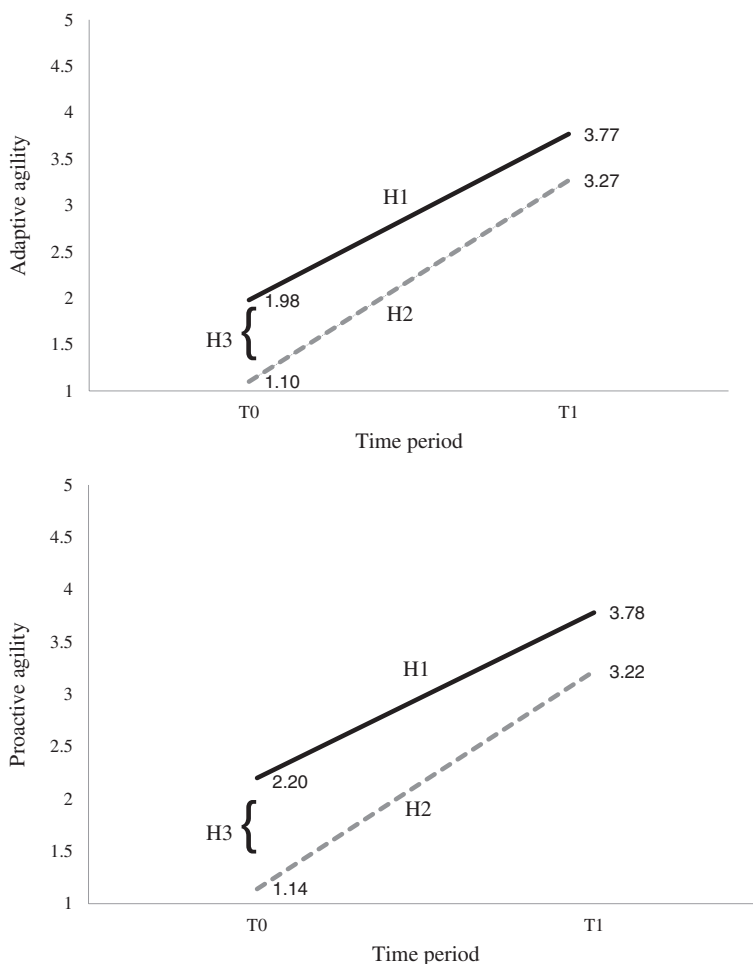 5
4.5
4
3.77
3.5
3.27
H1
3
2.5
H2
2
1.98
H3
1.5
1.10
1
Adaptive agility
T0 T1
Time period
5
4.5
4
3.78
3.5
H1
3.22
3
2.5
2.20
2
H2
H3
1.5
1.14
1
Proactive agility
T0 T1
Time period